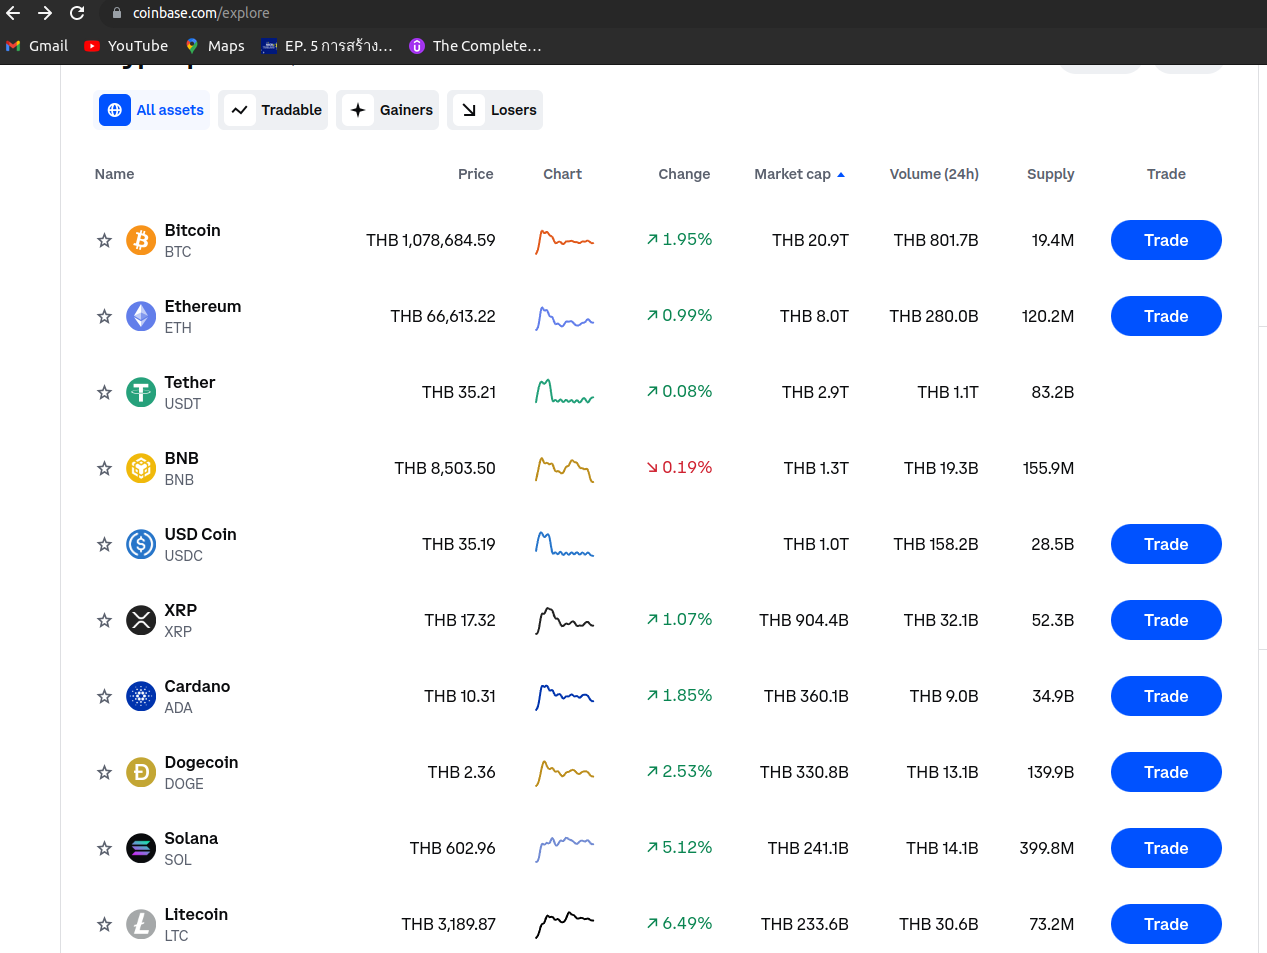 coinbase.com/explore
Gmail YouTube Maps EP. 5 การสร้าง... The Complete...
All assets Tradable Gainers Losers
Name Price Chart Change Market cap Volume (24h) Supply Trade
Bitcoin
BTC
THB 1,078,684.59 1.95% THB 20.9T THB 801.7B 19.4M Trade
Ethereum
ETH
THB 66,613.22 0.99% THB 8.0T THB 280.0B 120.2M Trade
Tether
USDT
THB 35.21 0.08% THB 2.9T THB 1.1T 83.2B
BNB
BNB
THB 8,503.50 0.19% THB 1.3T THB 19.3B 155.9M
USD Coin
USDC
THB 35.19 THB 1.0T THB 158.2B 28.5B Trade
XRP
XRP
THB 17.32 1.07% THB 904.4B THB 32.1B 52.3B Trade
Cardano
ADA
THB 10.31 1.85% THB 360.1B THB 9.0B 34.9B Trade
Dogecoin
DOGE
THB 2.36 2.53% THB 330.8B THB 13.1B 139.9B Trade
Solana
SOL
THB 602.96 5.12% THB 241.1B THB 14.1B 399.8M Trade
Litecoin
LTC
THB 3,189.87 6.49% THB 233.6B THB 30.6B 73.2M Trade